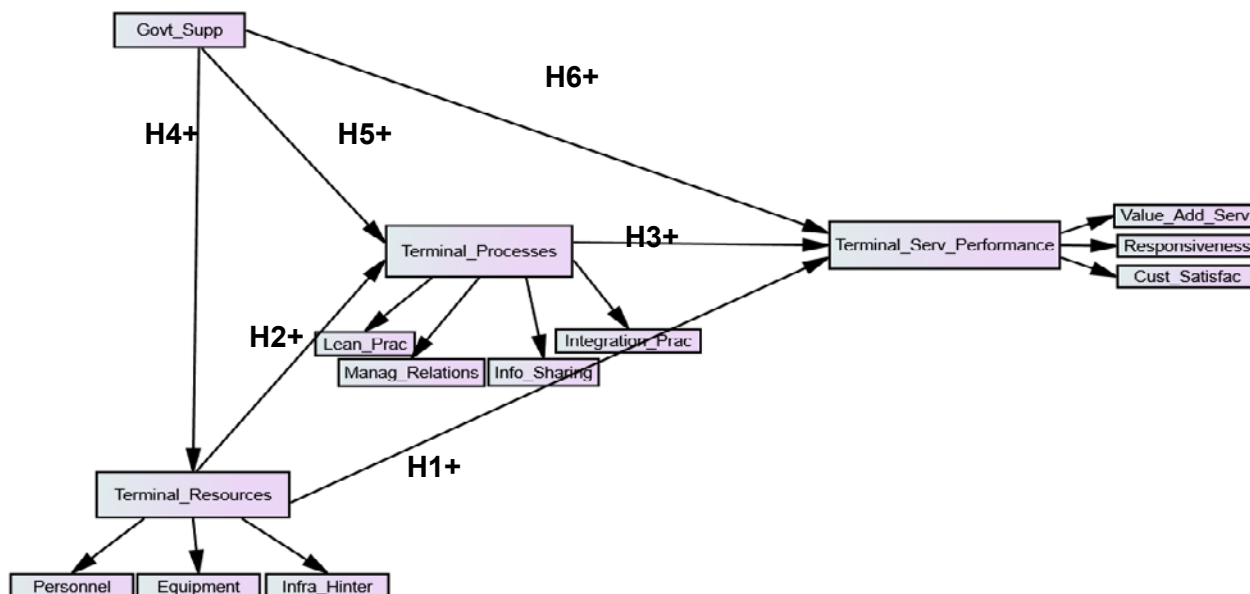 Govt_Supp
H6+
H4+
H5+
Value_Add_Serv
H3+
Terminal_Processes
Terminal_Serv_Performance
Responsiveness
Cust_Satisfac
H2+
Lean_Prac
Integration_Prac
Manag_Relations
Info_Sharing
H1+
Terminal_Resources
Personnel
Equipment
Infra_Hinter